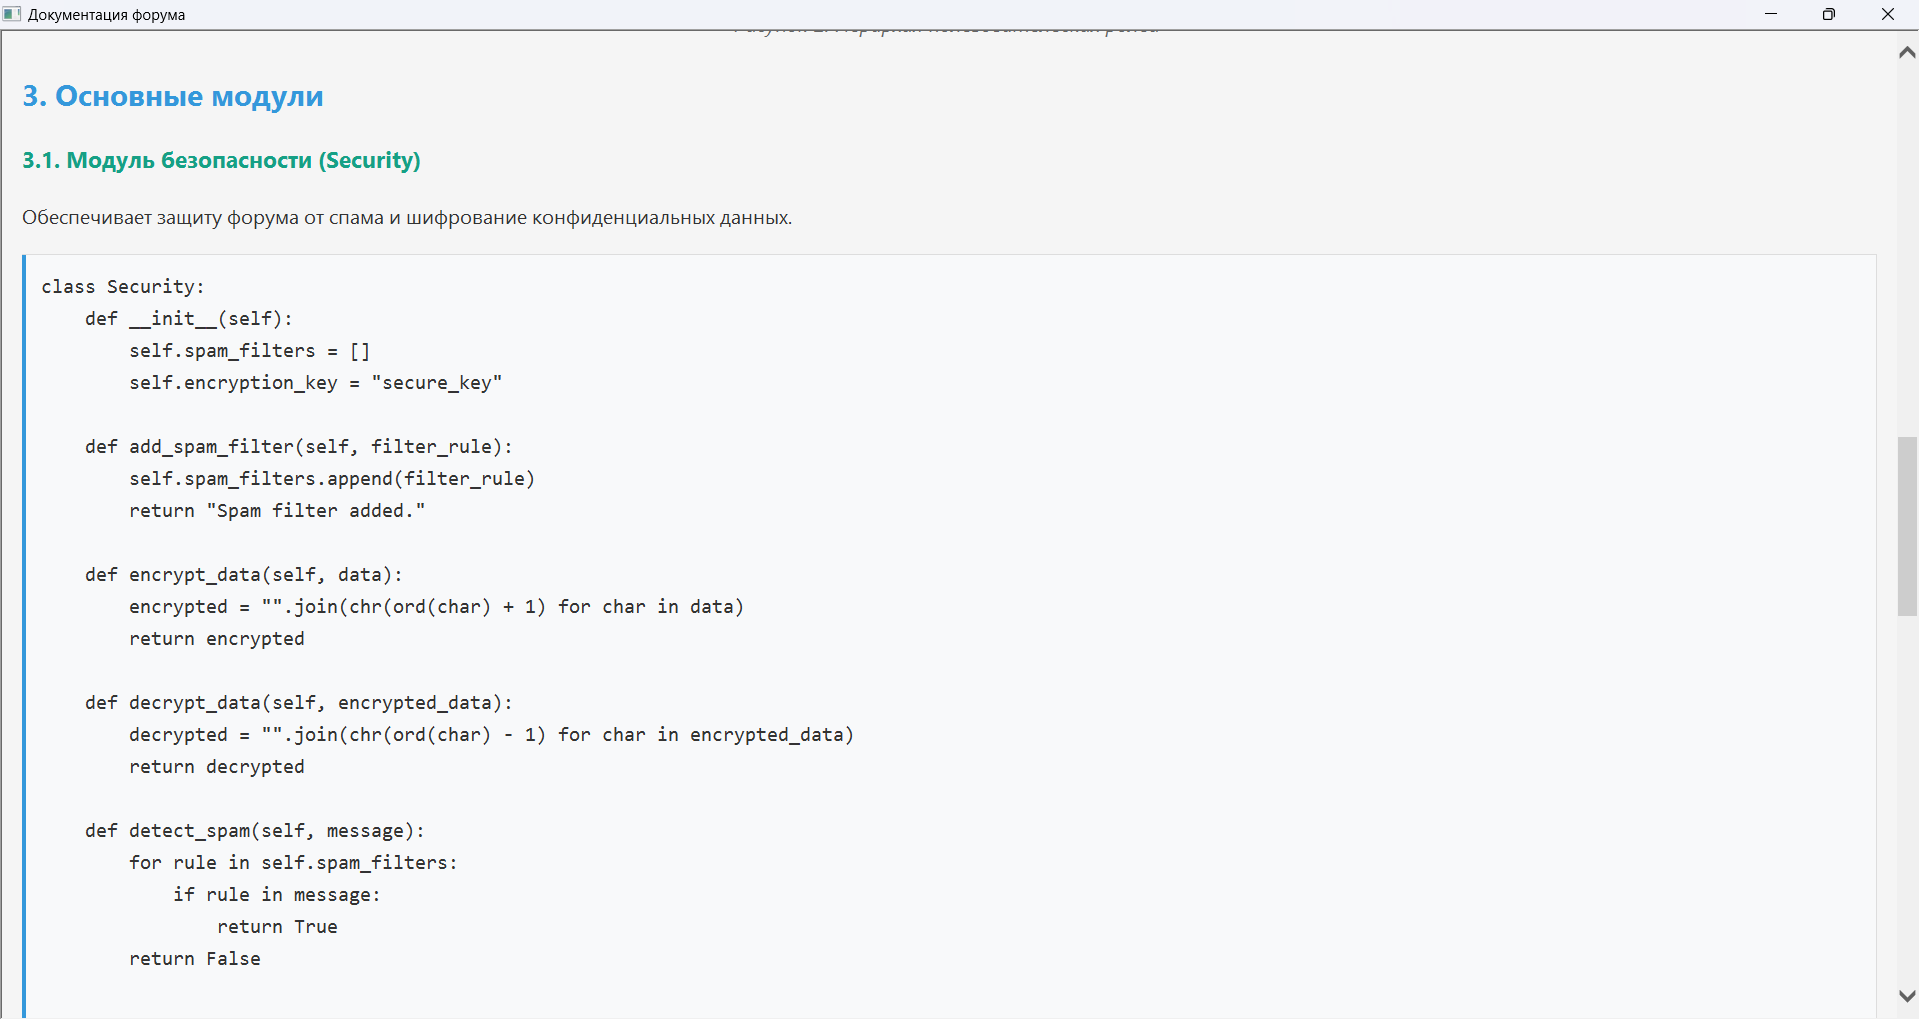 Документация форума
3. Основные модули
3.1. Модуль безопасности (Security)
Обеспечивает защиту форума от спама и шифрование конфиденциальных данных.
class Security:
    def __init__(self):
        self.spam_filters = []
        self.encryption_key = "secure_key"
    def add_spam_filter(self, filter_rule):
        self.spam_filters.append(filter_rule)
        return "Spam filter added."
    def encrypt_data(self, data):
        encrypted = "".join(chr(ord(char) + 1) for char in data)
        return encrypted
    def decrypt_data(self, encrypted_data):
        decrypted = "".join(chr(ord(char) - 1) for char in encrypted_data)
        return decrypted
    def detect_spam(self, message):
        for rule in self.spam_filters:
            if rule in message:
                return True
        return False